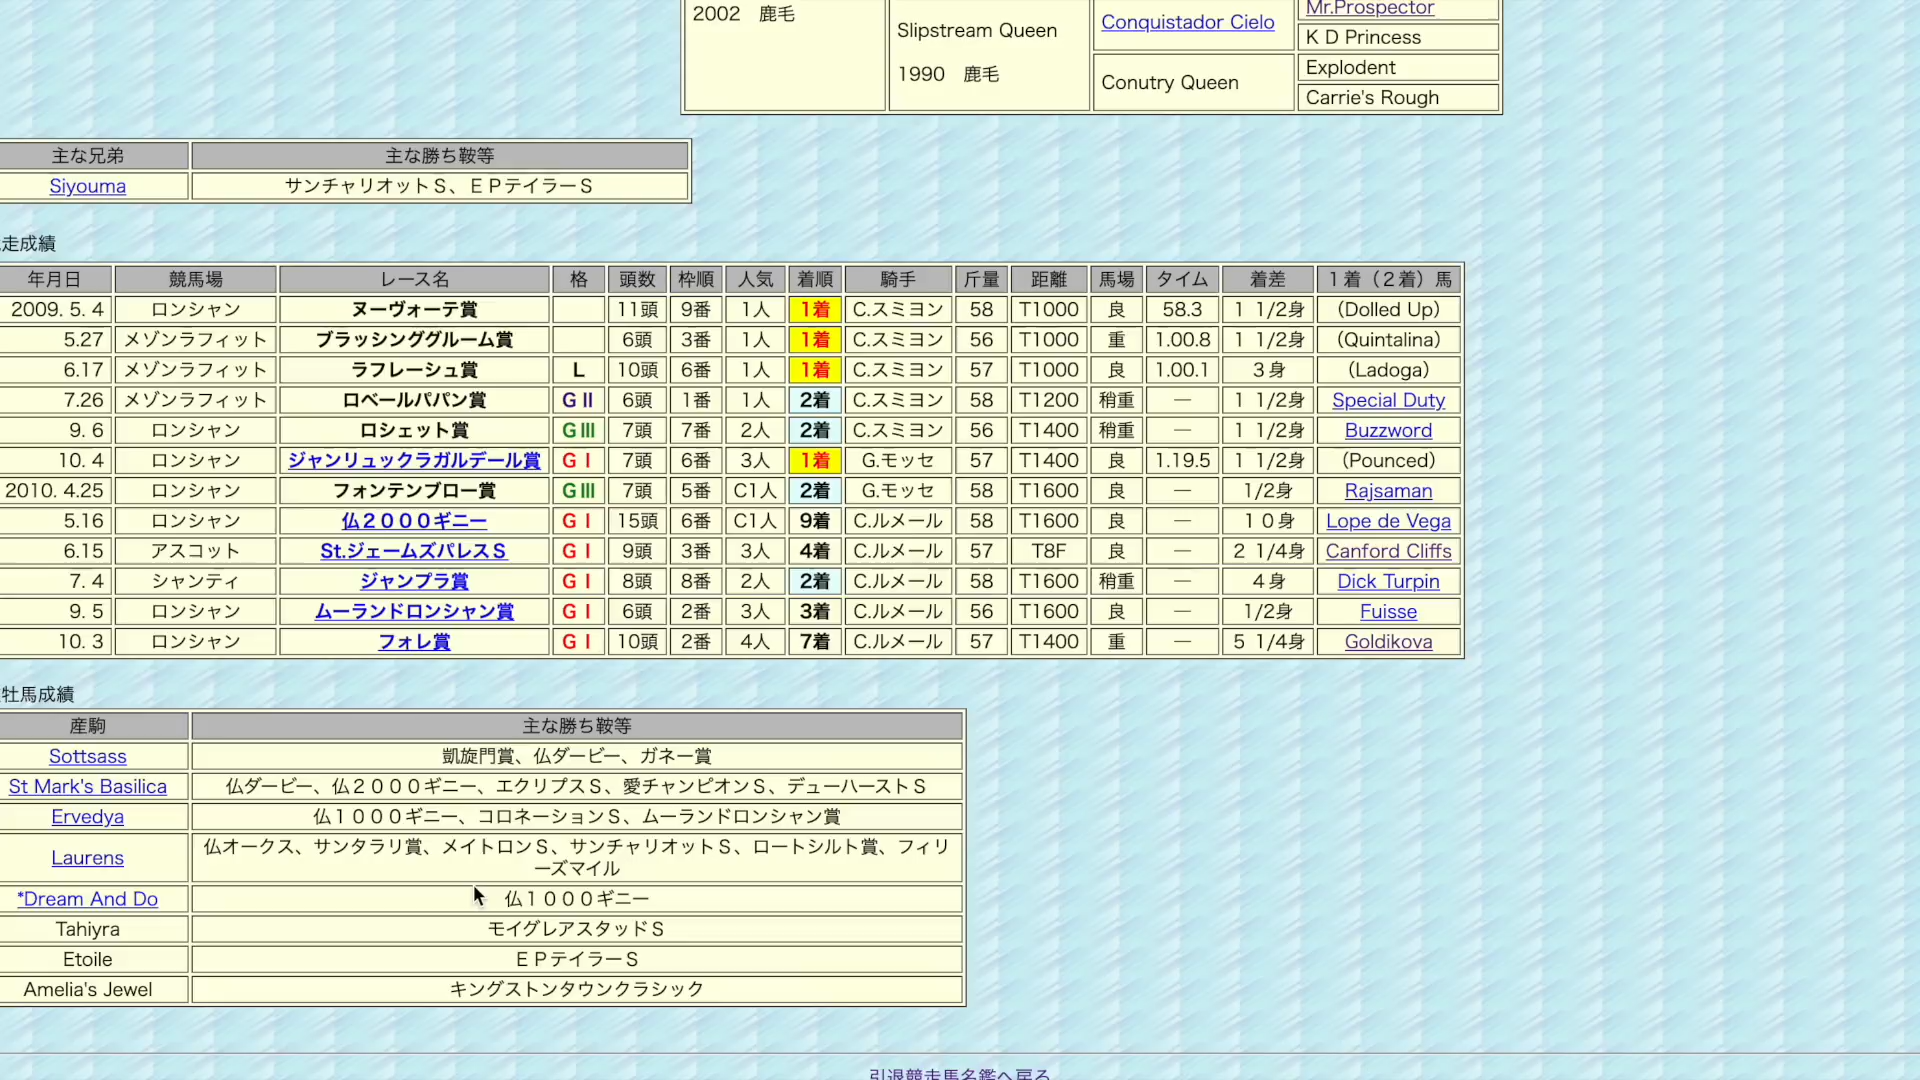 2002　鹿毛
Slipstream Queen
1990　鹿毛
Conquistador Cielo
Mr.Prospector
K D Princess
Conutry Queen
Explodent
Carrie's Rough
主な兄弟 主な勝ち鞍等
Siyouma サンチャリオットＳ、ＥＰテイラーＳ
走成績
年月日 競馬場 レース名 格 頭数 枠順 人気 着順 騎手 斤量 距離 馬場 タイム 着差 １着（２着）馬
2009. 5. 4 ロンシャン ヌーヴォーテ賞 11頭 9番 1人 1着 C.スミヨン 58 T1000 良 58.3 1 1/2身 (Dolled Up)
5.27 メゾンラフィット ブラッシンググルーム賞 6頭 3番 1人 1着 C.スミヨン 56 T1000 重 1.00.8 1 1/2身 (Quintalina)
6.17 メゾンラフィット ラフレーシュ賞 L 10頭 6番 1人 1着 C.スミヨン 57 T1000 良 1.00.1 3身 (Ladoga)
7.26 メゾンラフィット ロベールパパン賞 GⅡ 6頭 1番 1人 2着 C.スミヨン 58 T1200 稍重 — 1 1/2身 Special Duty
9. 6 ロンシャン ロシェット賞 GⅢ 7頭 7番 2人 2着 C.スミヨン 56 T1400 稍重 — 1 1/2身 Buzzword
10. 4 ロンシャン ジャンリュックラガルデール賞 GⅠ 7頭 6番 3人 1着 G.モッセ 57 T1400 良 1.19.5 1 1/2身 (Pounced)
2010. 4.25 ロンシャン フォンテンブロー賞 GⅢ 7頭 5番 C1人 2着 G.モッセ 58 T1600 良 — 1/2身 Rajsaman
5.16 ロンシャン 仏２０００ギニー GⅠ 15頭 6番 C1人 9着 C.ルメール 58 T1600 良 — １０身 Lope de Vega
6.15 アスコット St.ジェームズパレスＳ GⅠ 9頭 3番 3人 4着 C.ルメール 57 T8F 良 — 2 1/4身 Canford Cliffs
7. 4 シャンティ ジャンプラ賞 GⅠ 8頭 8番 2人 2着 C.ルメール 58 T1600 稍重 — 4身 Dick Turpin
9. 5 ロンシャン ムーランドロンシャン賞 GⅠ 6頭 2番 3人 3着 C.ルメール 56 T1600 良 — 1/2身 Fuisse
10. 3 ロンシャン フォレ賞 GⅠ 10頭 2番 4人 7着 C.ルメール 57 T1400 重 — 5 1/4身 Goldikova
牡馬成績
産駒 主な勝ち鞍等
Sottsass 凱旋門賞、仏ダービー、ガネー賞
St Mark's Basilica 仏ダービー、仏２０００ギニー、エクリプスＳ、愛チャンピオンＳ、デューハーストＳ
Ervedya 仏１０００ギニー、コロネーションＳ、ムーランドロンシャン賞
Laurens 仏オークス、サンタラリ賞、メイトロンＳ、サンチャリオットＳ、ロートシルト賞、フィリ
ーズマイル
*Dream And Do 仏１０００ギニー
Tahiyra モイグレアスタッドＳ
Etoile ＥＰテイラーＳ
Amelia's Jewel キングストンタウンクラシック
引退競走馬名鑑へ戻る